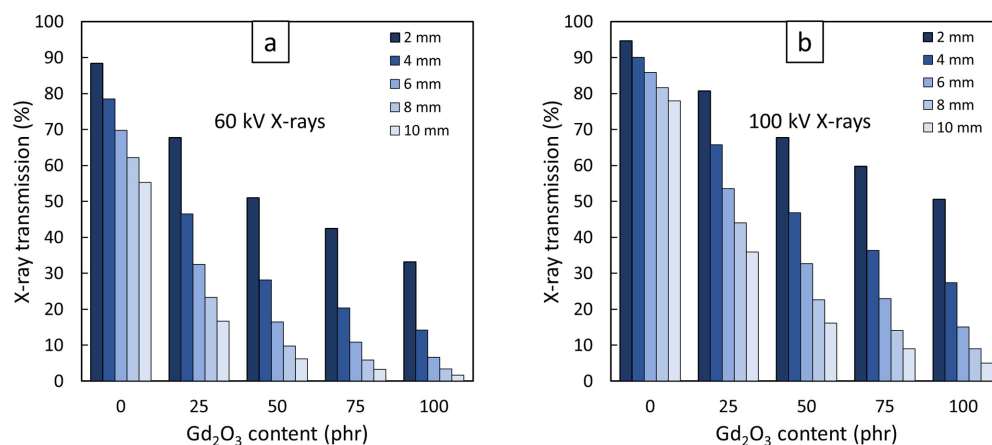 a
60 kV X-rays
2 mm
4 mm
6 mm
8 mm
10 mm
X-ray transmission (%)
100
90
80
70
60
50
40
30
20
10
0
0 25 50 75 100
Gd₂O₃ content (phr)
b
100 kV X-rays
2 mm
4 mm
6 mm
8 mm
10 mm
X-ray transmission (%)
100
90
80
70
60
50
40
30
20
10
0
0 25 50 75 100
Gd₂O₃ content (phr)